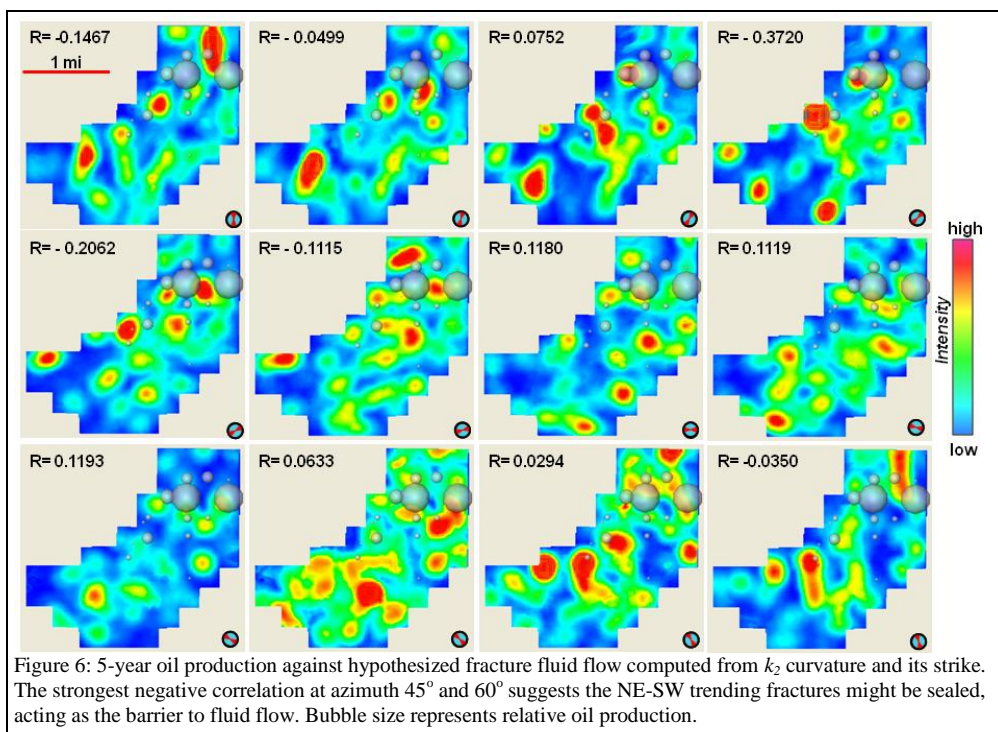 R= -0.1467
R= - 0.0499
R= 0.0752
R= - 0.3720
1 mi
R= - 0.2062
R= - 0.1115
R= 0.1180
R= 0.1119
high
Intensity
low
R= 0.1193
R= 0.0633
R= 0.0294
R= -0.0350
Figure 6: 5-year oil production against hypothesized fracture fluid flow computed from k₂ curvature and its strike.
The strongest negative correlation at azimuth 45° and 60° suggests the NE-SW trending fractures might be sealed,
acting as the barrier to fluid flow. Bubble size represents relative oil production.